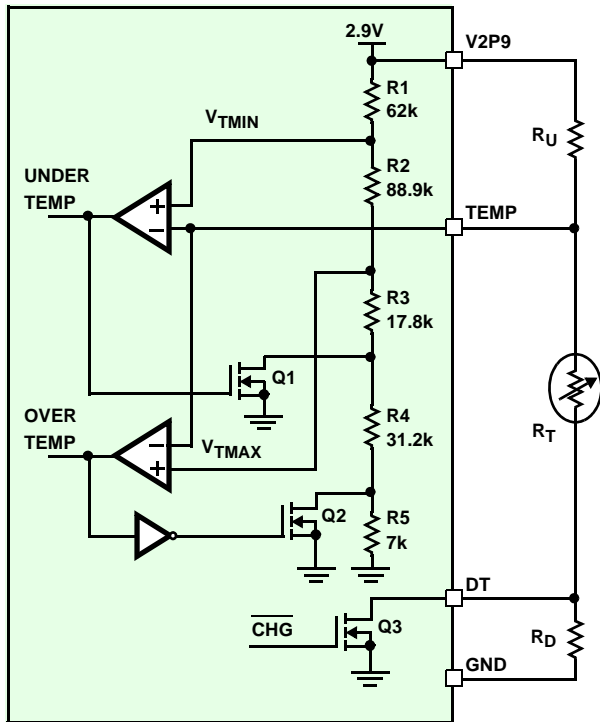 2.9V
V2P9
R1
62k
RU
VTMIN
R2
88.9k
UNDER
TEMP
+
−
TEMP
R3
17.8k
Q1
RT
OVER
TEMP
−
+
VTMAX
R4
31.2k
Q2
R5
7k
DT
CHG
Q3
RD
GND